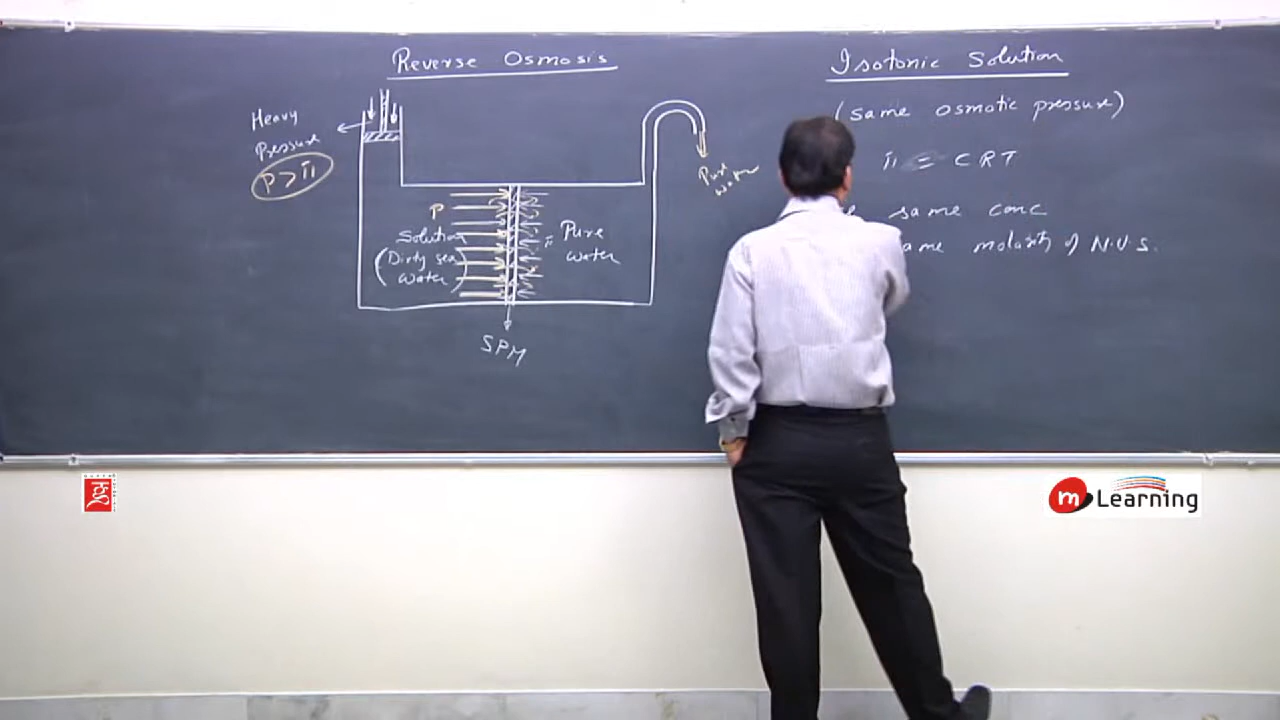 Reverse Osmosis
Heavy
Pressure
P > π
P
Solution
(Dirty sea
water)
π
Pure
water
Pure
water
SPM
Isotonic Solution
(same osmotic pressure)
π = CRT
same conc
same molarity of N.V.S.
m Learning